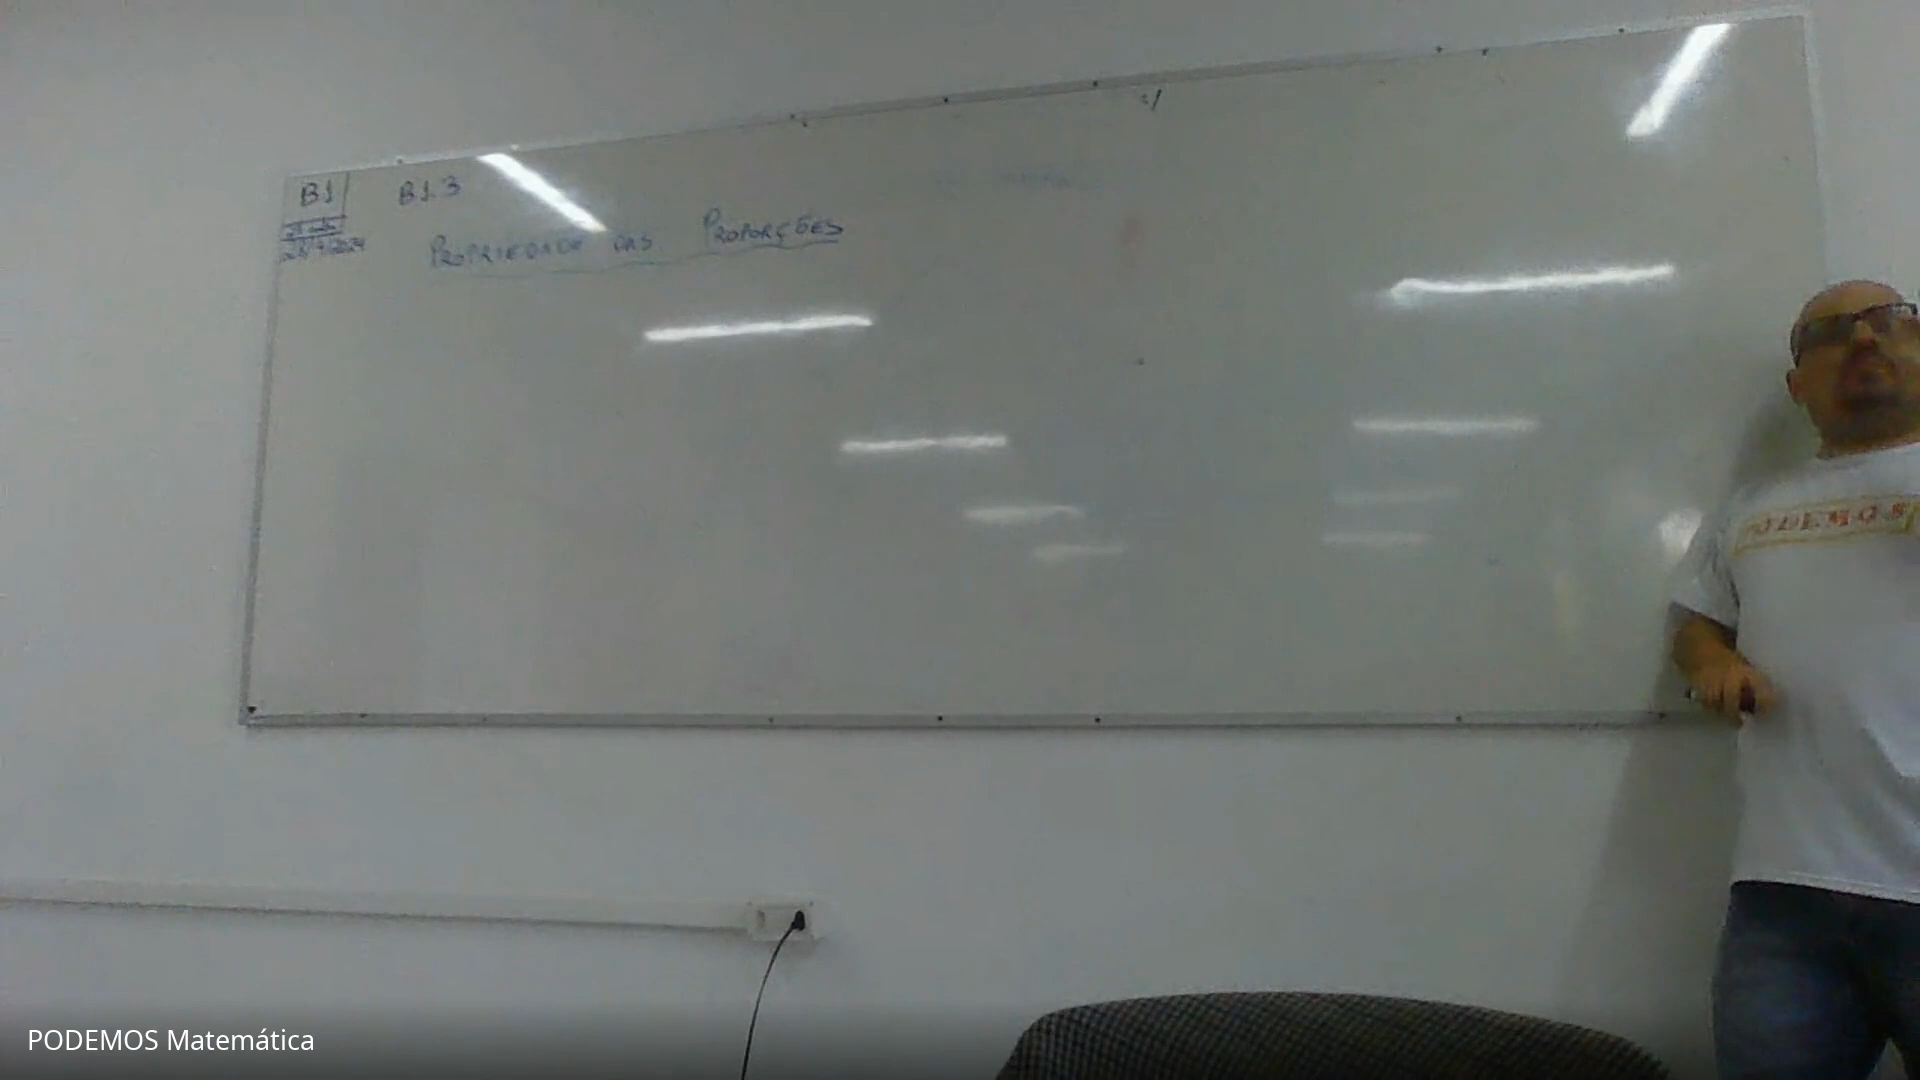 B1
B1.3
PROPRIEDADE DAS PROPORÇÕES
PODEMOS
PODEMOS Matemática